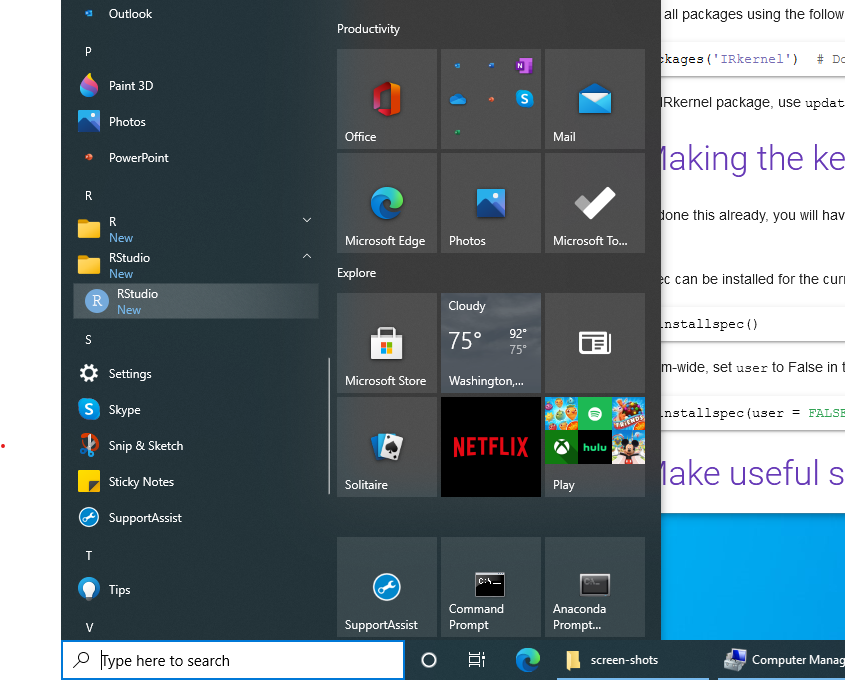 Outlook
P
Paint 3D
Photos
PowerPoint
R
R
New
RStudio
New
R
RStudio
New
S
Settings
S
Skype
Snip & Sketch
Sticky Notes
SupportAssist
T
Tips
V
Productivity
Office
N
S
Mail
Microsoft Edge
Photos
Microsoft To...
Explore
Microsoft Store
Cloudy
75°
92°
75°
Washington,...
Solitaire
NETFLIX
FRIENDS
hulu
Play
SupportAssist
C:\_
Command
Prompt
C:\_
Anaconda
Prompt...
all packages using the follow
ckages('IRkernel') # Do
IRkernel package, use updat
Making the ke
done this already, you will hav
ec can be installed for the curr
installspec()
m-wide, set user to False in t
installspec(user = FALSE
Make useful s
Type here to search
screen-shots
Computer Manag